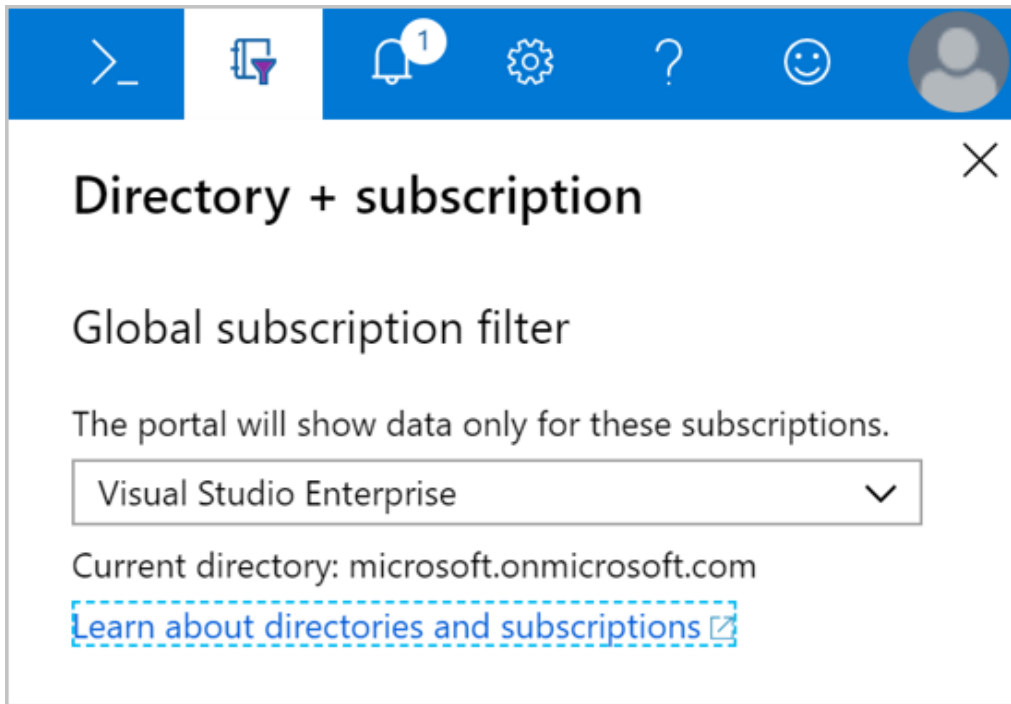 1
Directory + subscription
Global subscription filter
The portal will show data only for these subscriptions.
Visual Studio Enterprise
Current directory: microsoft.onmicrosoft.com
Learn about directories and subscriptions